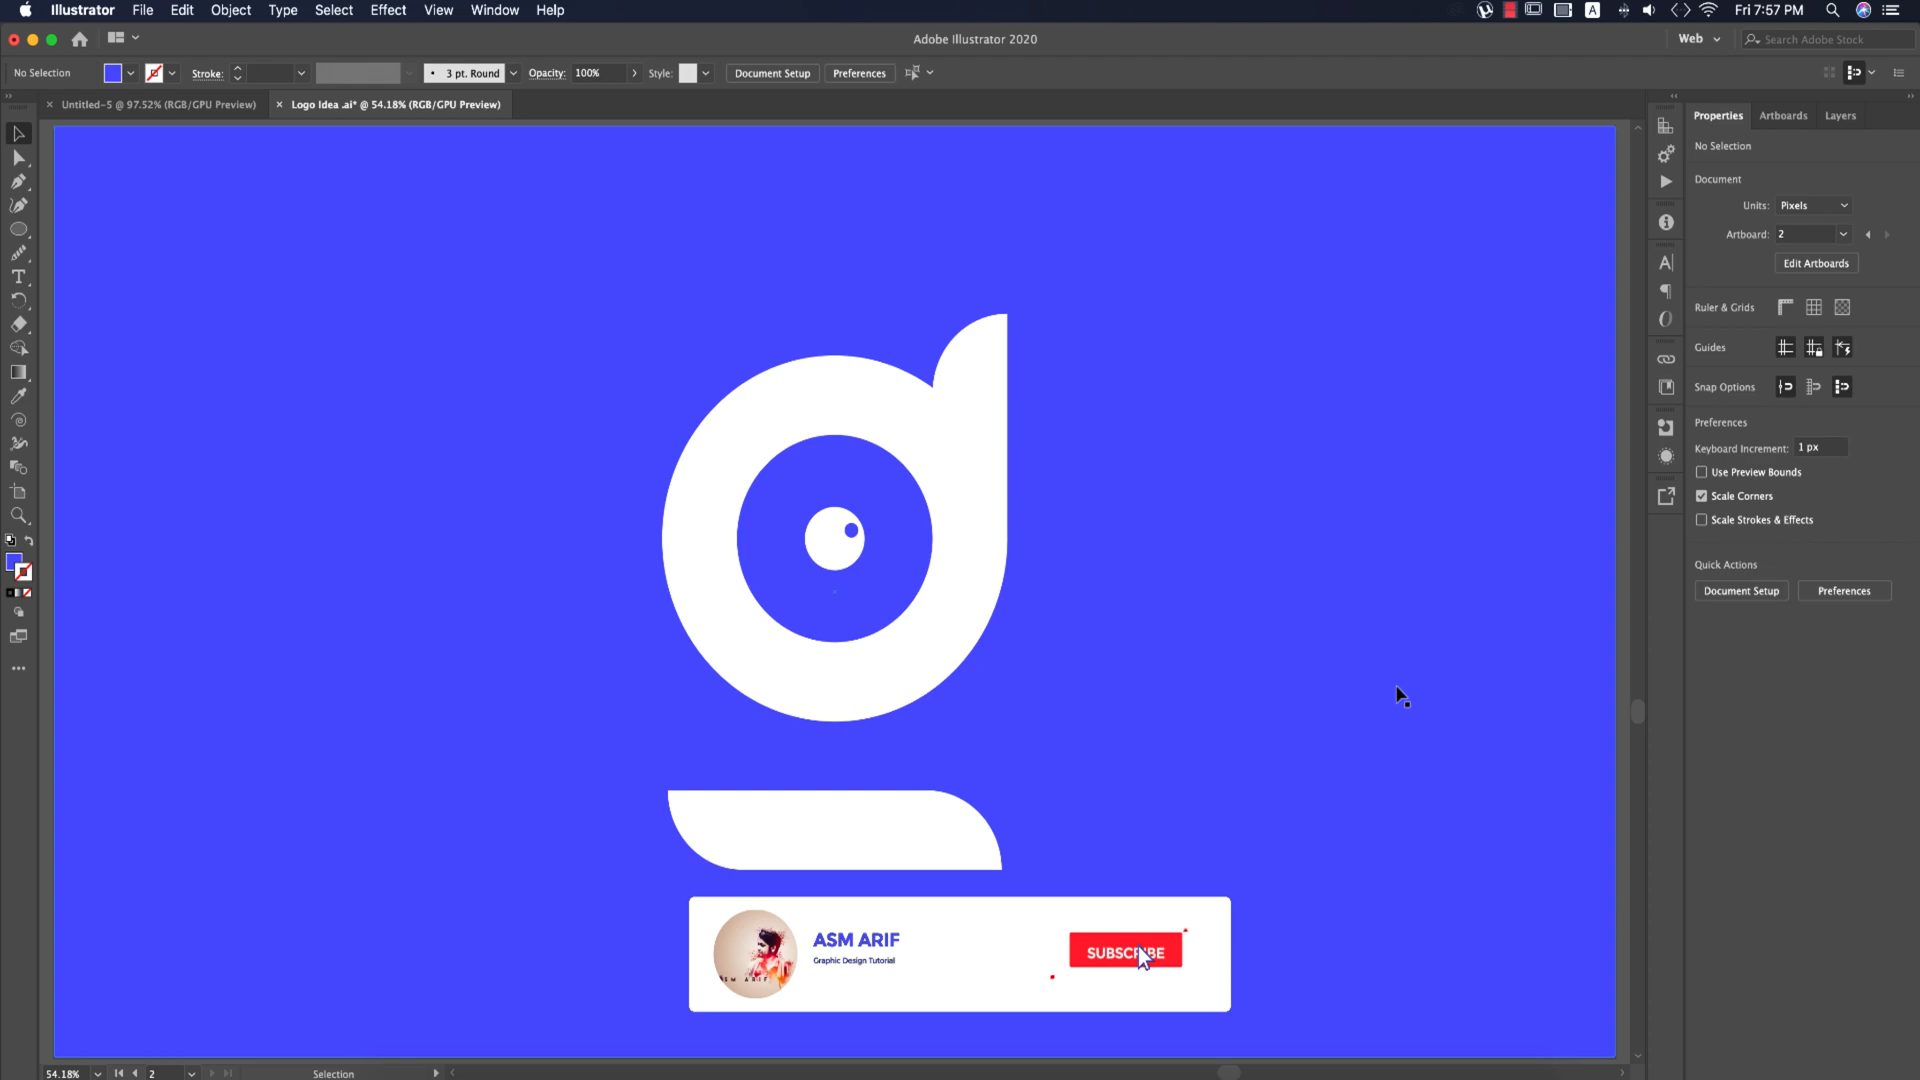 Illustrator File Edit Object Type Select Effect View Window Help
A
Fri 7:57 PM
Adobe Illustrator 2020
Web
Search Adobe Stock
No Selection
Stroke:
3 pt. Round
Opacity: 100%
Style:
Document Setup
Preferences
Untitled-5 @ 97.52% (RGB/GPU Preview)
Logo Idea .ai* @ 54.18% (RGB/GPU Preview)
Properties Artboards Layers
No Selection
Document
Units: Pixels
Artboard: 2
Edit Artboards
Ruler & Grids
Guides
Snap Options
Preferences
Keyboard Increment: 1 px
Use Preview Bounds
Scale Corners
Scale Strokes & Effects
Quick Actions
Document Setup Preferences
d
ASM ARIF
Graphic Design Tutorial
SUBSCRIBE
ASM ARIF
54.18%
2
Selection